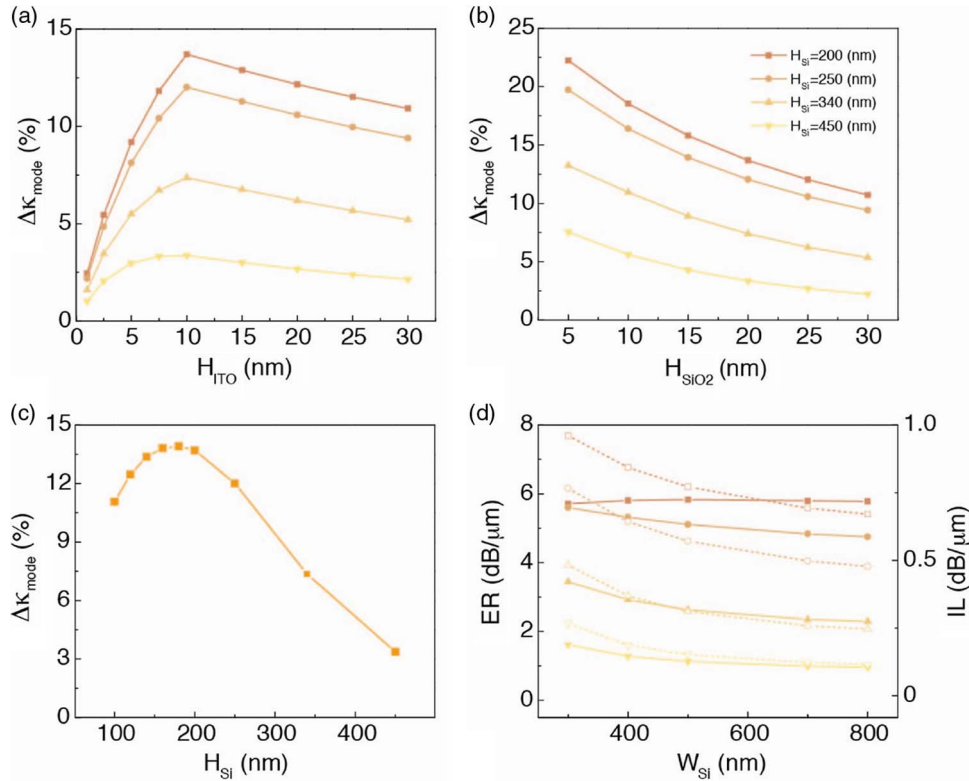 (a)
15
10
5
0
Δκmode (%)
0 5 10 15 20 25 30
HITO (nm)
(b)
25
20
15
10
5
0
Δκmode (%)
HSi=200 (nm)
HSi=250 (nm)
HSi=340 (nm)
HSi=450 (nm)
5 10 15 20 25 30
HSiO2 (nm)
(c)
15
12
9
6
3
0
Δκmode (%)
100 200 300 400
HSi (nm)
(d)
8
6
4
2
0
ER (dB/μm)
1.0
0.5
0
IL (dB/μm)
400 600 800
WSi (nm)